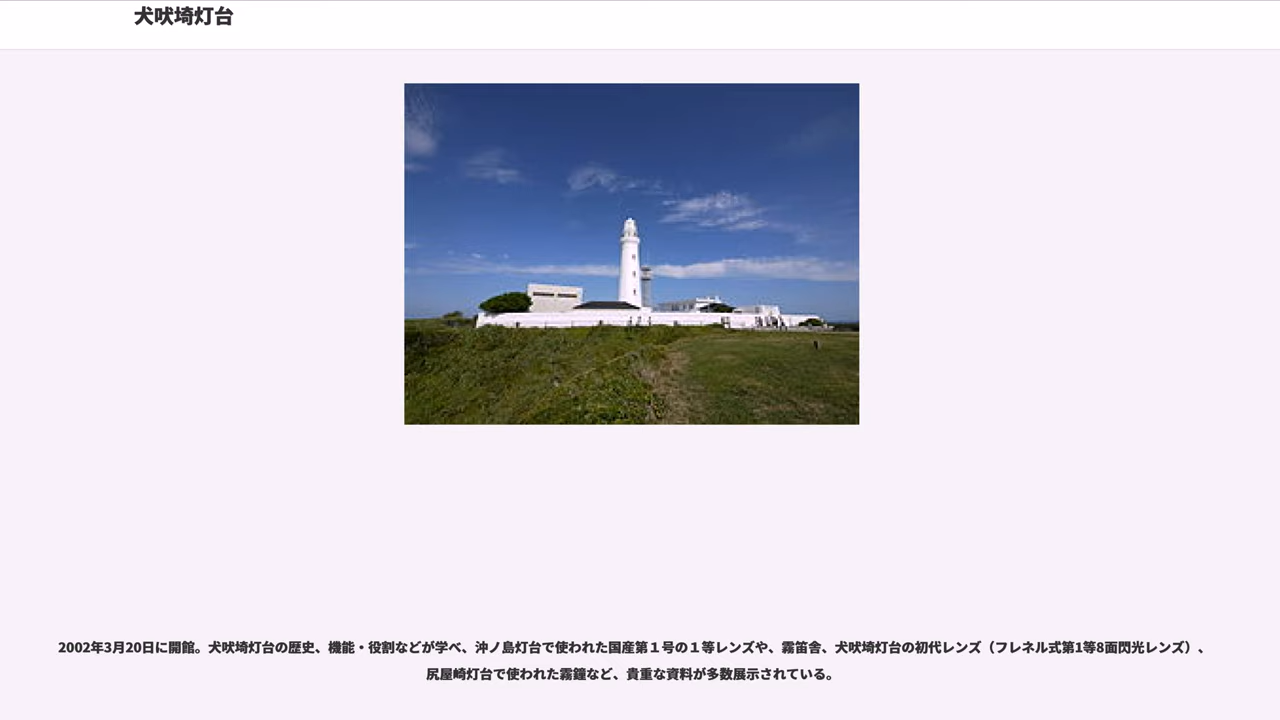 犬吠埼灯台
2002年3月20日に開館。犬吠埼灯台の歴史、機能・役割などが学べ、沖ノ島灯台で使われた国産第１号の１等レンズや、霧笛舎、犬吠埼灯台の初代レンズ（フレネル式第1等8面閃光レンズ）、
尻屋崎灯台で使われた霧鐘など、貴重な資料が多数展示されている。